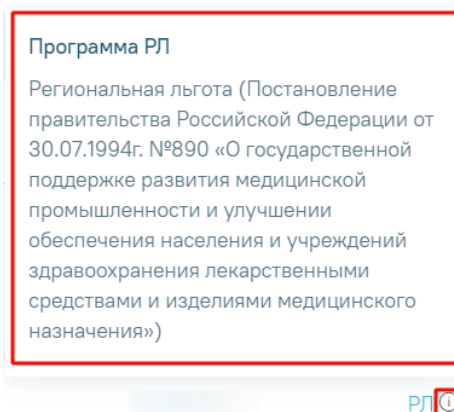 Программа РЛ
Региональная льгота (Постановление
правительства Российской Федерации от
30.07.1994г. №890 «О государственной
поддержке развития медицинской
промышленности и улучшении
обеспечения населения и учреждений
здравоохранения лекарственными
средствами и изделиями медицинского
назначения»)
РЛ